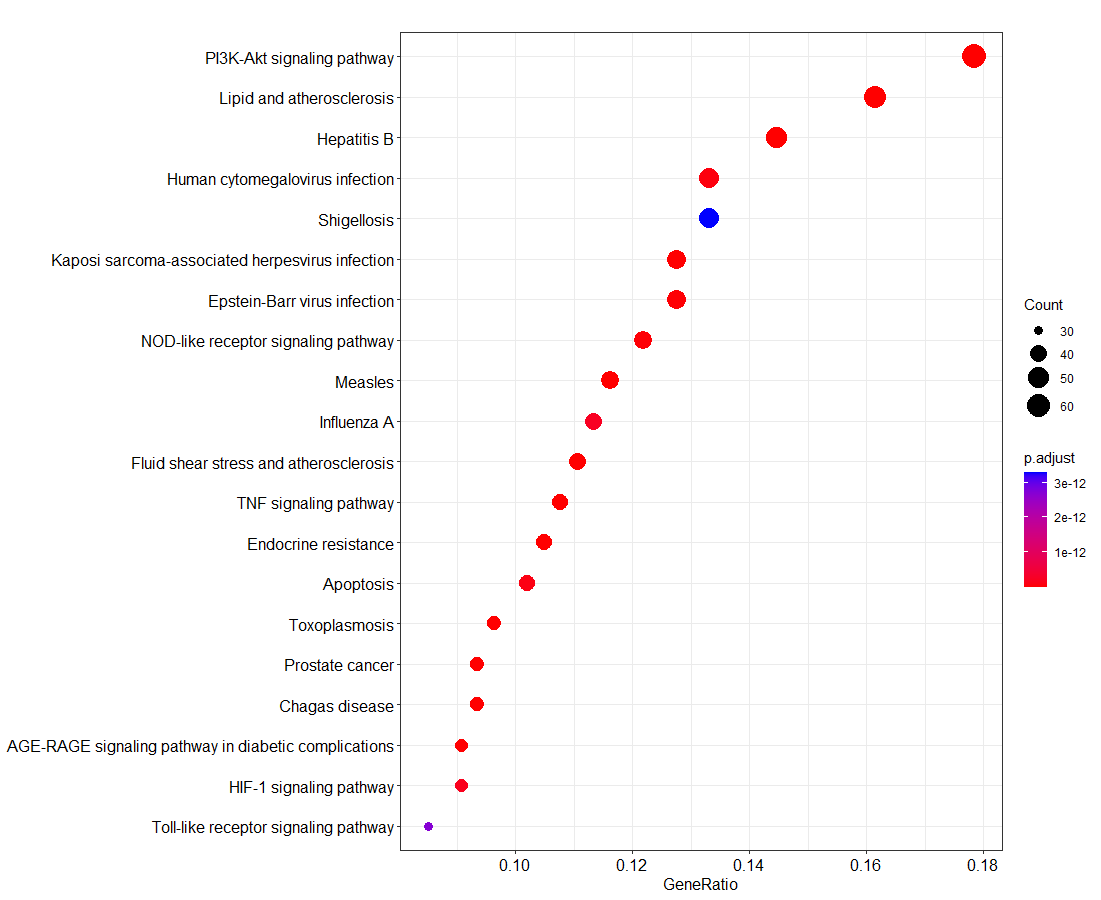 PI3K-Akt signaling pathway
Lipid and atherosclerosis
Hepatitis B
Human cytomegalovirus infection
Shigellosis
Kaposi sarcoma-associated herpesvirus infection
Epstein-Barr virus infection
NOD-like receptor signaling pathway
Measles
Influenza A
Fluid shear stress and atherosclerosis
TNF signaling pathway
Endocrine resistance
Apoptosis
Toxoplasmosis
Prostate cancer
Chagas disease
AGE-RAGE signaling pathway in diabetic complications
HIF-1 signaling pathway
Toll-like receptor signaling pathway
0.10 0.12 0.14 0.16 0.18
GeneRatio
Count
30
40
50
60
p.adjust
3e-12
2e-12
1e-12